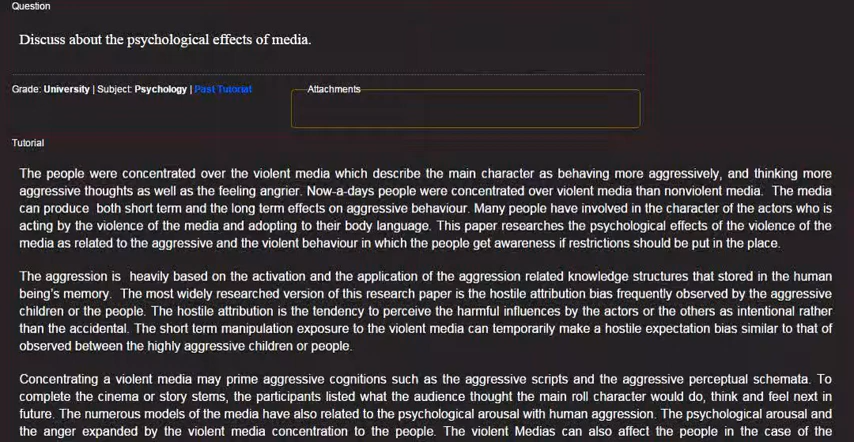 Question
Discuss about the psychological effects of media.
Grade: University | Subject: Psychology | Past Tutorial
Attachments
Tutorial
The people were concentrated over the violent media which describe the main character as behaving more aggressively, and thinking more
aggressive thoughts as well as the feeling angrier. Now-a-days people were concentrated over violent media than nonviolent media. The media
can produce both short term and the long term effects on aggressive behaviour. Many people have involved in the character of the actors who is
acting by the violence of the media and adopting to their body language. This paper researches the psychological effects of the violence of the
media as related to the aggressive and the violent behaviour in which the people get awareness if restrictions should be put in the place.
The aggression is heavily based on the activation and the application of the aggression related knowledge structures that stored in the human
being's memory. The most widely researched version of this research paper is the hostile attribution bias frequently observed by the aggressive
children or the people. The hostile attribution is the tendency to perceive the harmful influences by the actors or the others as intentional rather
than the accidental. The short term manipulation exposure to the violent media can temporarily make a hostile expectation bias similar to that of
observed between the highly aggressive children or people.
Concentrating a violent media may prime aggressive cognitions such as the aggressive scripts and the aggressive perceptual schemata. To
complete the cinema or story stems, the participants listed what the audience thought the main roll character would do, think and feel next in
future. The numerous models of the media have also related to the psychological arousal with human aggression. The psychological arousal and
the anger expanded by the violent media concentration to the people. The violent Medias can also affect the people in the case of the